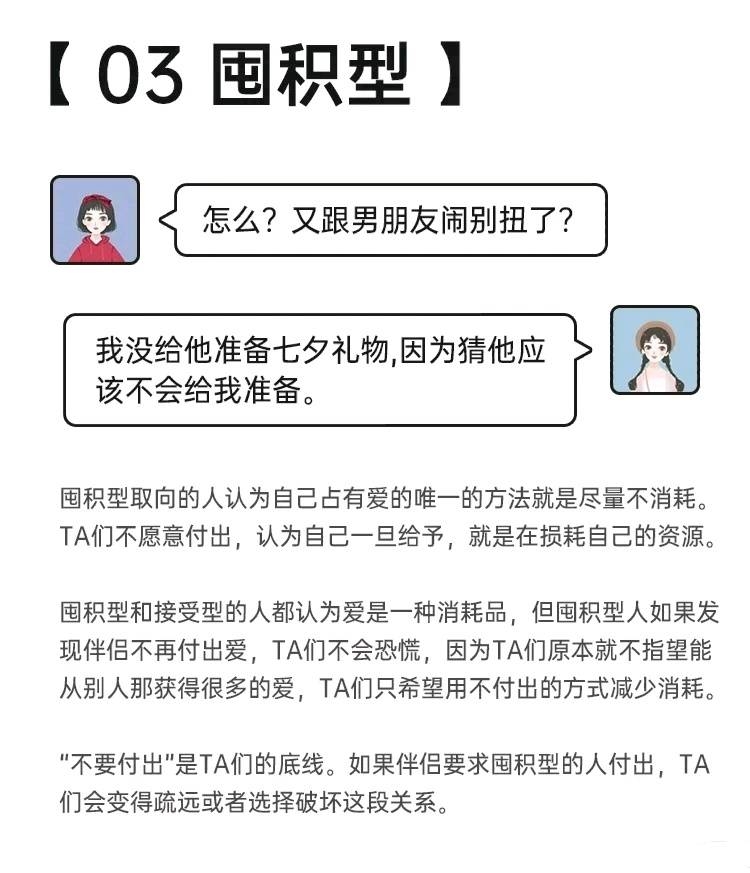 【 03 囤积型 】
怎么？又跟男朋友闹别扭了？
我没给他准备七夕礼物,因为猜他应
该不会给我准备。
囤积型取向的人认为自己占有爱的唯一的方法就是尽量不消耗。
TA们不愿意付出，认为自己一旦给予，就是在损耗自己的资源。
囤积型和接受型的人都认为爱是一种消耗品，但囤积型人如果发
现伴侣不再付出爱，TA们不会恐慌，因为TA们原本就不指望能
从别人那获得很多的爱，TA们只希望用不付出的方式减少消耗。
“不要付出”是TA们的底线。如果伴侣要求囤积型的人付出，TA
们会变得疏远或者选择破坏这段关系。